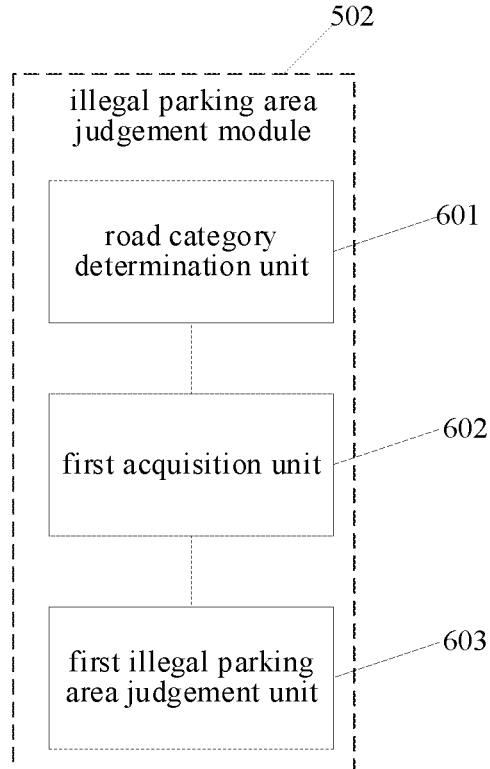 502
illegal parking area
judgement module
601
road category
determination unit
602
first acquisition unit
603
first illegal parking
area judgement unit